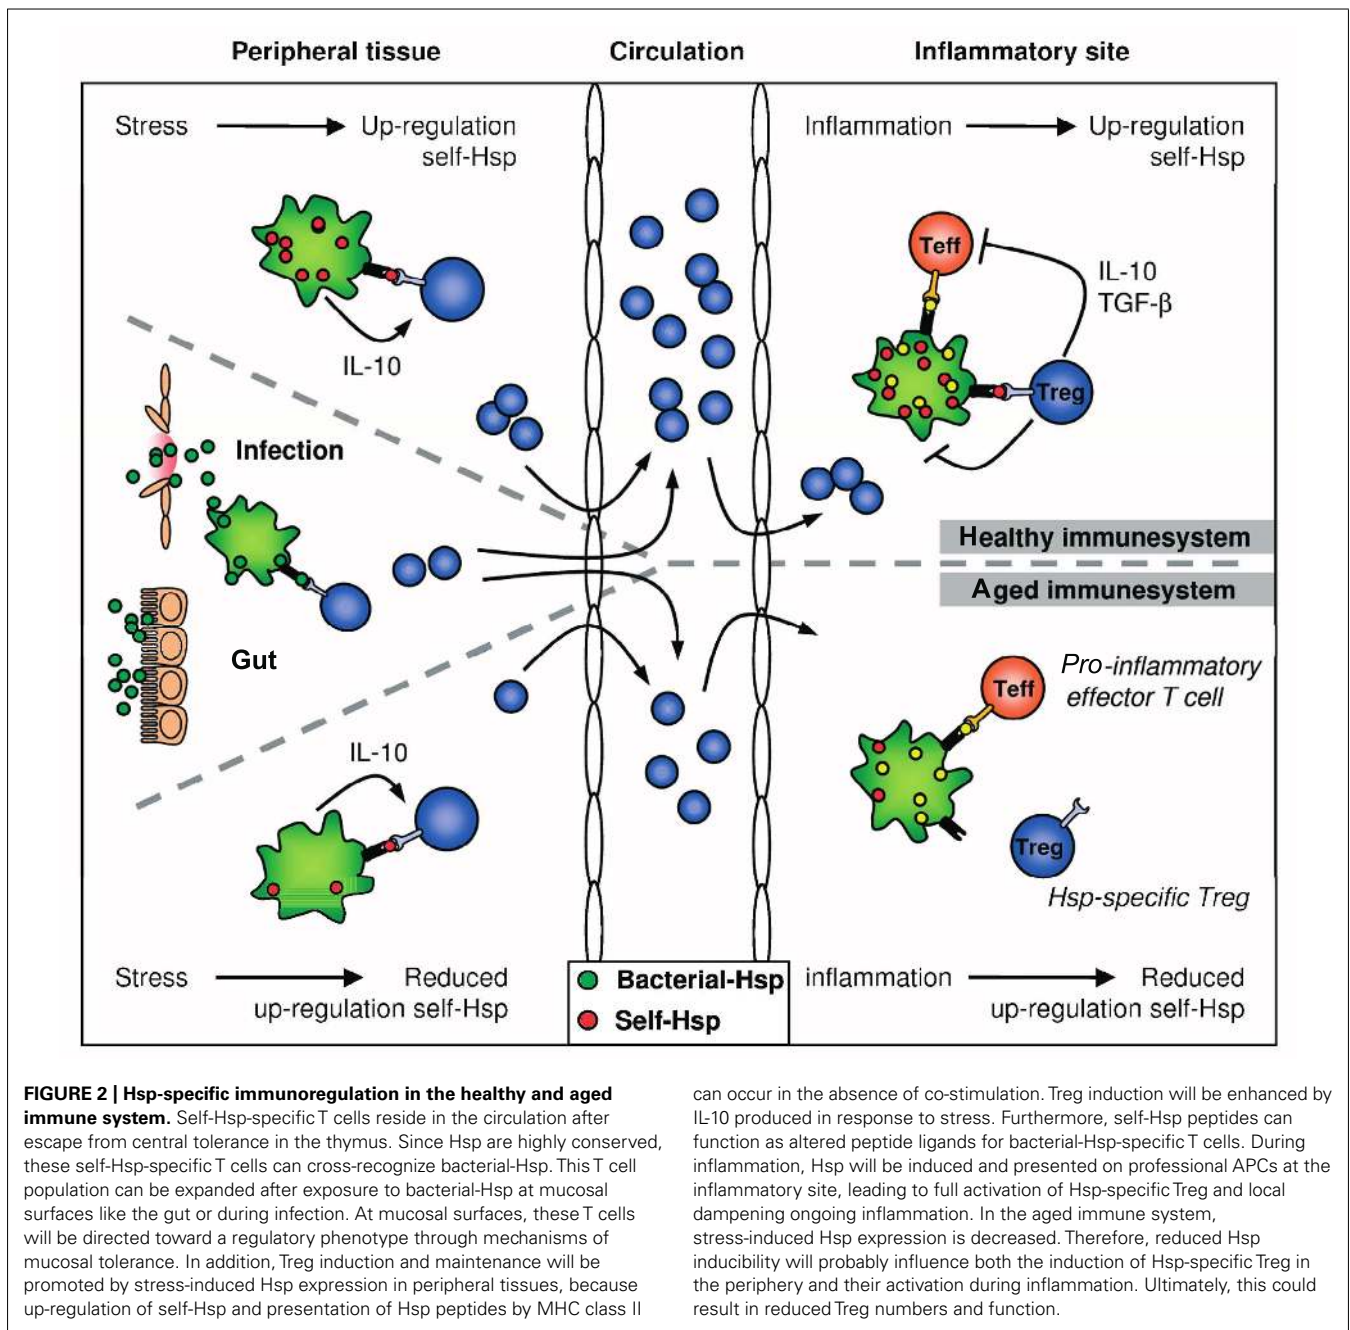 Peripheral tissue
Circulation
Inflammatory site
Stress
Up-regulation
self-Hsp
Inflammation
Up-regulation
self-Hsp
Teff
IL-10
TGF-β
Treg
IL-10
Infection
Healthy immunesystem
Aged immunesystem
Gut
Pro-inflammatory
effector T cell
Teff
IL-10
Treg
Hsp-specific Treg
Stress
Reduced
up-regulation self-Hsp
Bacterial-Hsp
Self-Hsp
inflammation
Reduced
up-regulation self-Hsp
FIGURE 2 | Hsp-specific immunoregulation in the healthy and aged
immune system. Self-Hsp-specific T cells reside in the circulation after
escape from central tolerance in the thymus. Since Hsp are highly conserved,
these self-Hsp-specific T cells can cross-recognize bacterial-Hsp. This T cell
population can be expanded after exposure to bacterial-Hsp at mucosal
surfaces like the gut or during infection. At mucosal surfaces, these T cells
will be directed toward a regulatory phenotype through mechanisms of
mucosal tolerance. In addition, Treg induction and maintenance will be
promoted by stress-induced Hsp expression in peripheral tissues, because
up-regulation of self-Hsp and presentation of Hsp peptides by MHC class II
can occur in the absence of co-stimulation. Treg induction will be enhanced by
IL-10 produced in response to stress. Furthermore, self-Hsp peptides can
function as altered peptide ligands for bacterial-Hsp-specific T cells. During
inflammation, Hsp will be induced and presented on professional APCs at the
inflammatory site, leading to full activation of Hsp-specific Treg and local
dampening ongoing inflammation. In the aged immune system,
stress-induced Hsp expression is decreased. Therefore, reduced Hsp
inducibility will probably influence both the induction of Hsp-specific Treg in
the periphery and their activation during inflammation. Ultimately, this could
result in reduced Treg numbers and function.